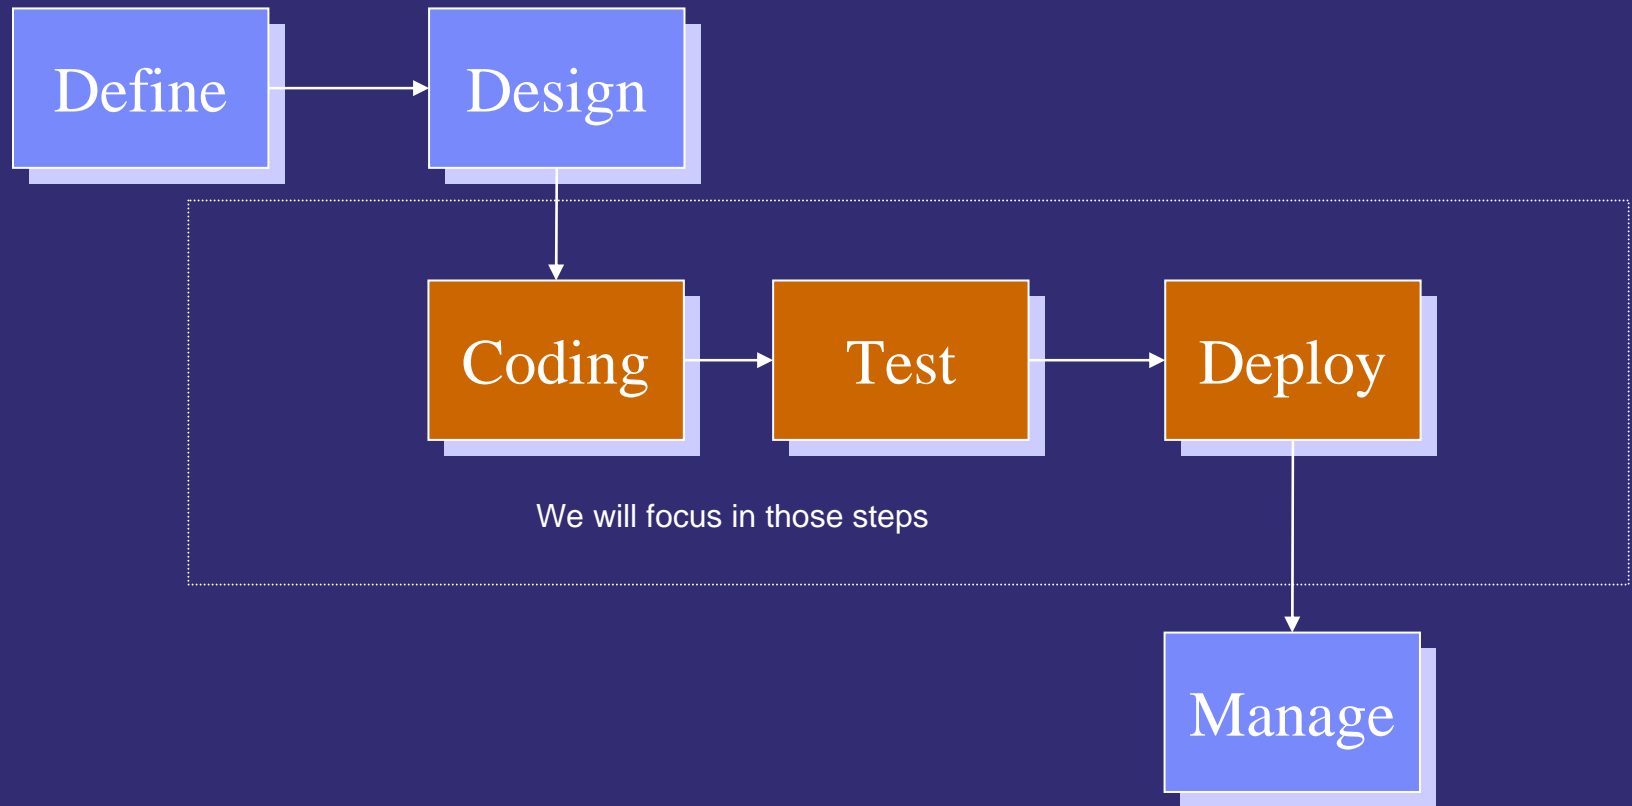 Define
Design
Coding
Test
Deploy
We will focus in those steps
Manage